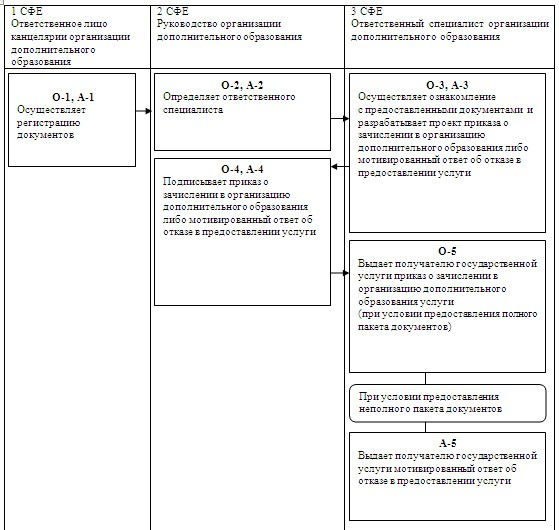 1 СФЕ
Ответственное лицо
канцелярии организации
дополнительного
образования
2 СФЕ
Руководство организации
дополнительного образования
3 СФЕ
Ответственный специалист организации
дополнительного образования
О-1, А-1
Осуществляет
регистрацию
документов
О-2, А-2
Определяет ответственного
специалиста
О-3, А-3
Осуществляет ознакомление
с предоставленными документами и
разрабатывает проект приказа о
зачислении в организацию
дополнительного образования либо
мотивированный ответ об отказе в
предоставлении услуги
О-4, А-4
Подписывает приказ о
зачислении в организацию
дополнительного образования
либо мотивированный ответ об
отказе в предоставлении услуги
О-5
Выдает получателю государственной
услуги приказ о зачислении в
организацию дополнительного
образования услуги
(при условии предоставления полного
пакета документов)
При условии предоставления
неполного пакета документов
А-5
Выдает получателю государственной
услуги мотивированный ответ об
отказе в предоставлении услуги